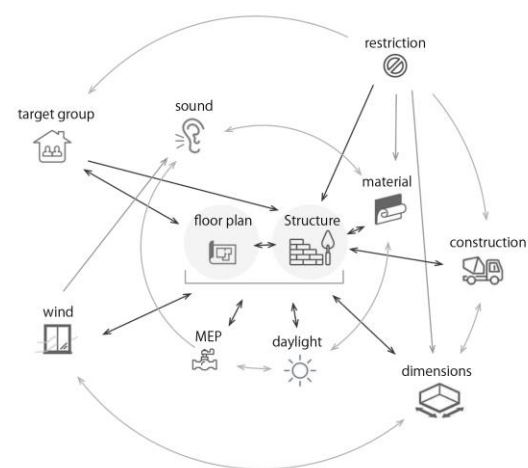 restriction
sound
target group
material
floor plan
Structure
construction
wind
MEP
daylight
dimensions